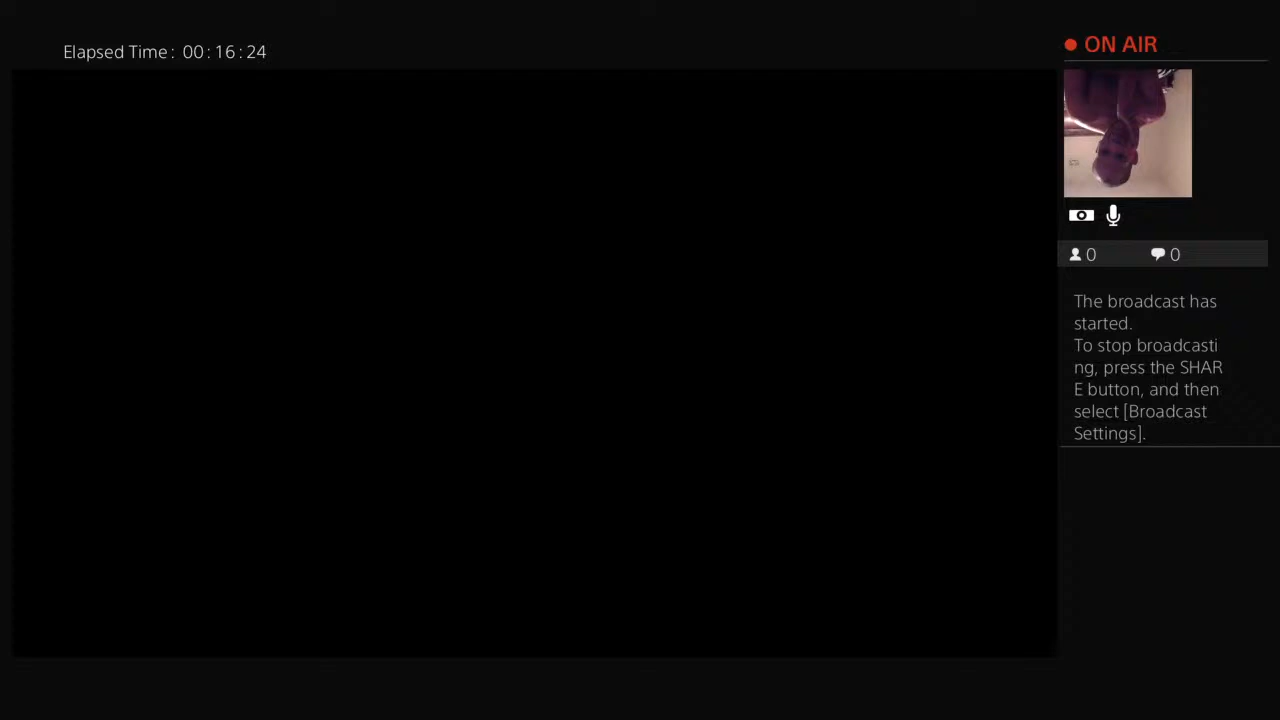 Elapsed Time: 00:16:24
ON AIR
0 0
The broadcast has
started.
To stop broadcasti
ng, press the SHAR
E button, and then
select [Broadcast
Settings].